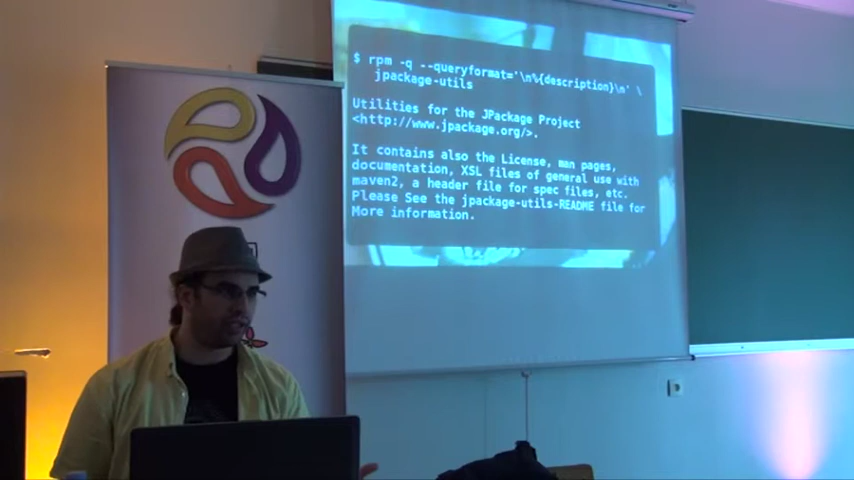 $ rpm -q --queryformat='\n%{description}\n' \
jpackage-utils
Utilities for the JPackage Project
<http://www.jpackage.org/>.
It contains also the License, man pages,
documentation, XSL files of general use with
maven2, a header file for spec files, etc.
Please See the jpackage-utils-README file for
More information.